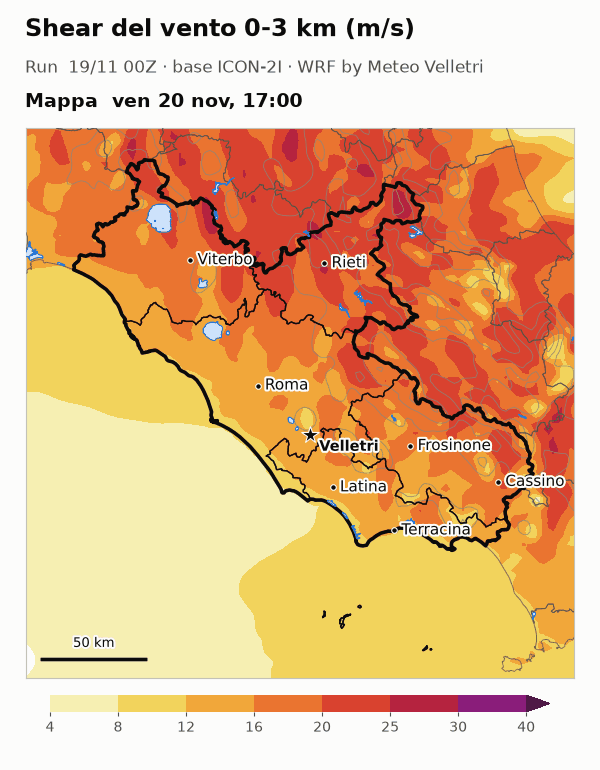 Shear del vento 0-3 km (m/s)
Run  19/11 00Z · base ICON-2I · WRF by Meteo Velletri
Mappa  ven 20 nov, 17:00
Viterbo
Rieti
Roma
Velletri
Frosinone
Cassino
Latina
Terracina
50 km
4 8 12 16 20 25 30 40